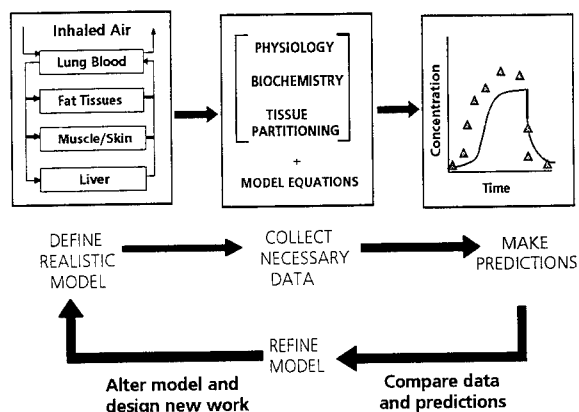 Inhaled Air
Lung Blood
Fat Tissues
Muscle/Skin
Liver
PHYSIOLOGY
BIOCHEMISTRY
TISSUE
PARTITIONING
+
MODEL EQUATIONS
Concentration
Time
DEFINE
REALISTIC
MODEL
COLLECT
NECESSARY
DATA
MAKE
PREDICTIONS
REFINE
MODEL
Alter model and
design new work
Compare data
and predictions